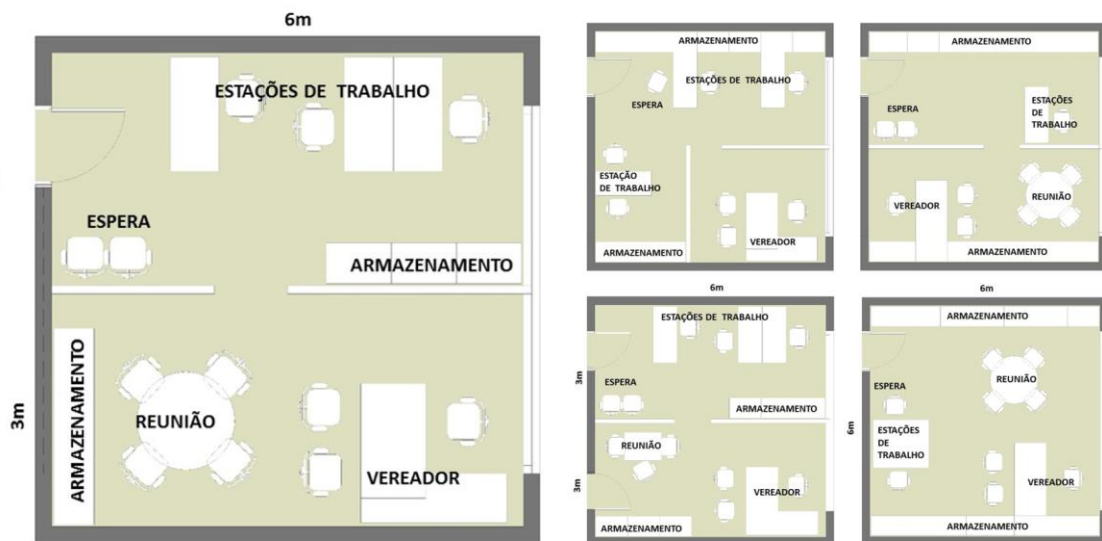 6m
ESTAÇÕES DE TRABALHO
ESPERA
ARMAZENAMENTO
3m
ARMAZENAMENTO
REUNIÃO
VEREADOR
ARMAZENAMENTO
ESTAÇÕES DE TRABALHO
ESPERA
ESTAÇÃO
DE TRABALHO
VEREADOR
ARMAZENAMENTO
ARMAZENAMENTO
ESTAÇÕES
DE
TRABALHO
ESPERA
VEREADOR
REUNIÃO
ARMAZENAMENTO
6m
ESTAÇÕES DE TRABALHO
3m
ESPERA
ARMAZENAMENTO
REUNIÃO
3m
VEREADOR
ARMAZENAMENTO
6m
ARMAZENAMENTO
REUNIÃO
ESPERA
6m
ESTAÇÕES
DE
TRABALHO
VEREADOR
ARMAZENAMENTO